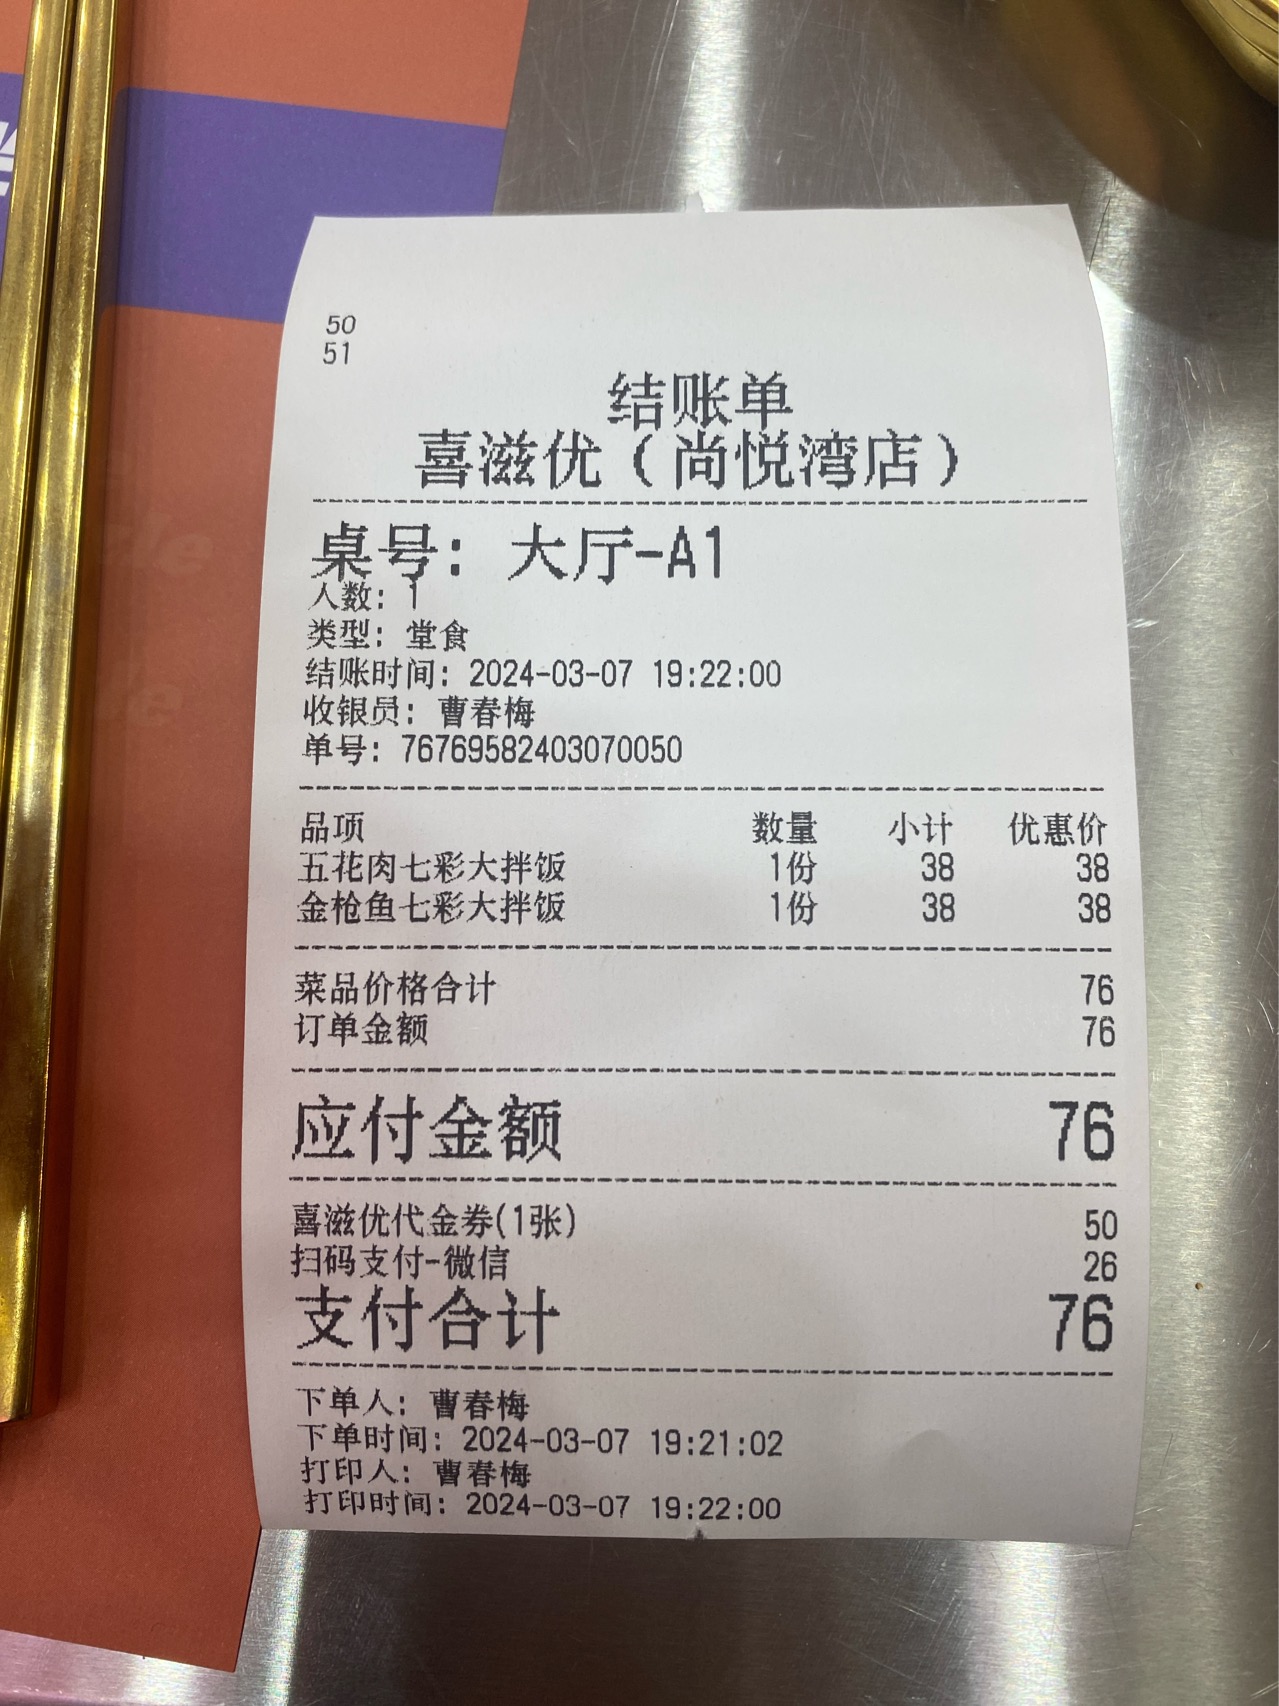 50
51
结账单
喜滋优（尚悦湾店）
桌号：大厅-A1
人数：1
类型：堂食
结账时间：2024-03-07 19:22:00
收银员：曹春梅
单号：76769582403070050
品项 数量 小计 优惠价
五花肉七彩大拌饭 1份 38 38
金枪鱼七彩大拌饭 1份 38 38
菜品价格合计 76
订单金额 76
应付金额 76
喜滋优代金券(1张) 50
扫码支付-微信 26
支付合计 76
下单人：曹春梅
下单时间：2024-03-07 19:21:02
打印人：曹春梅
打印时间：2024-03-07 19:22:00